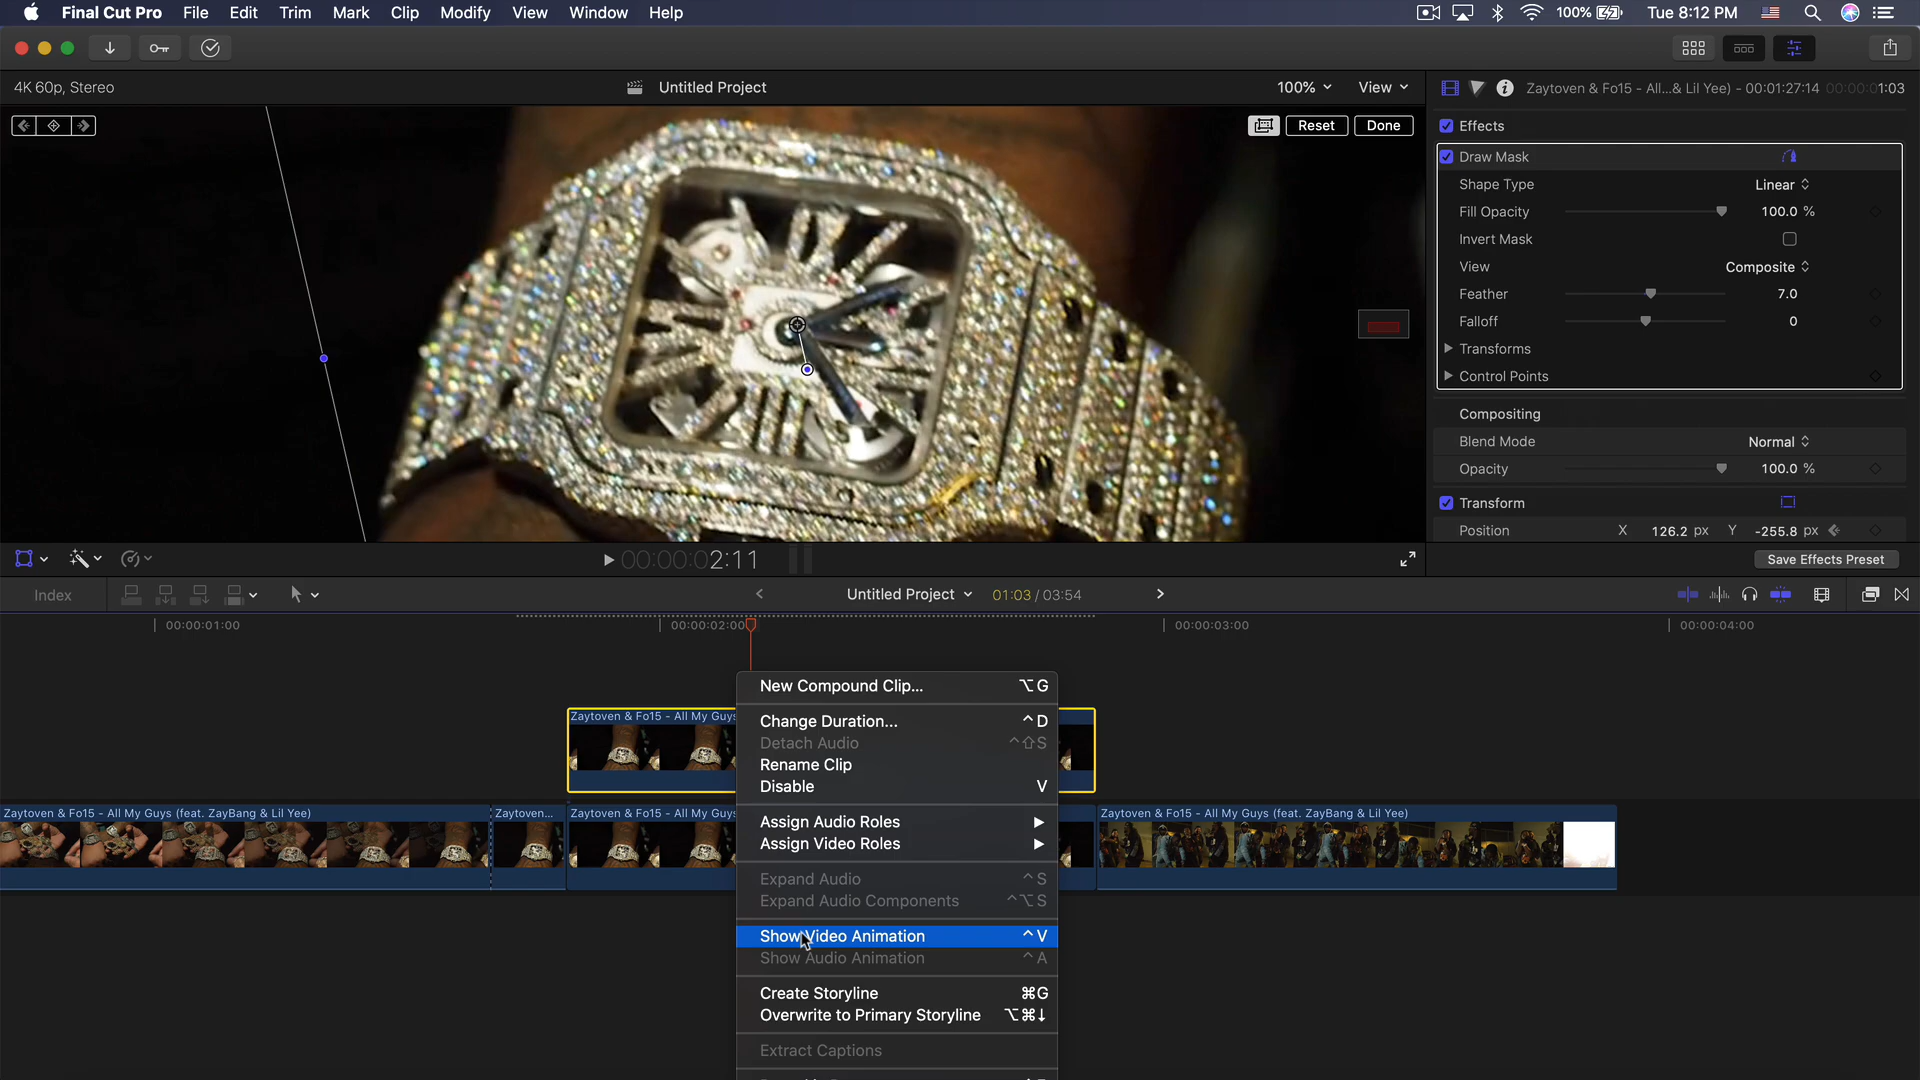 Final Cut Pro File Edit Trim Mark Clip Modify View Window Help 100% Tue 8:12 PM
4K 60p, Stereo Untitled Project 100% View Zaytoven & Fo15 - All...& Lil Yee) - 00:01:27:14 00:00:01:03
Reset Done Effects
Draw Mask
Shape Type Linear
Fill Opacity 100.0 %
Invert Mask
View Composite
Feather 7.0
Falloff 0
Transforms
Control Points
Compositing
Blend Mode Normal
Opacity 100.0 %
Transform
Position X 126.2 px Y -255.8 px
00:00:02:11 Save Effects Preset
Index Untitled Project 01:03 / 03:54
00:00:01:00 00:00:02:00 00:00:03:00 00:00:04:00
New Compound Clip... ⌥G
Zaytoven & Fo15 - All My Guys
Change Duration... ^D
Detach Audio ^⇧S
Rename Clip
Disable V
Zaytoven & Fo15 - All My Guys (feat. ZayBang & Lil Yee) Zaytoven... Zaytoven & Fo15 - All My Guys Zaytoven & Fo15 - All My Guys (feat. ZayBang & Lil Yee)
Assign Audio Roles
Assign Video Roles
Expand Audio ^S
Expand Audio Components ^⌥S
Show Video Animation ^V
Show Audio Animation ^A
Create Storyline ⌘G
Overwrite to Primary Storyline ⌥⌘↓
Extract Captions